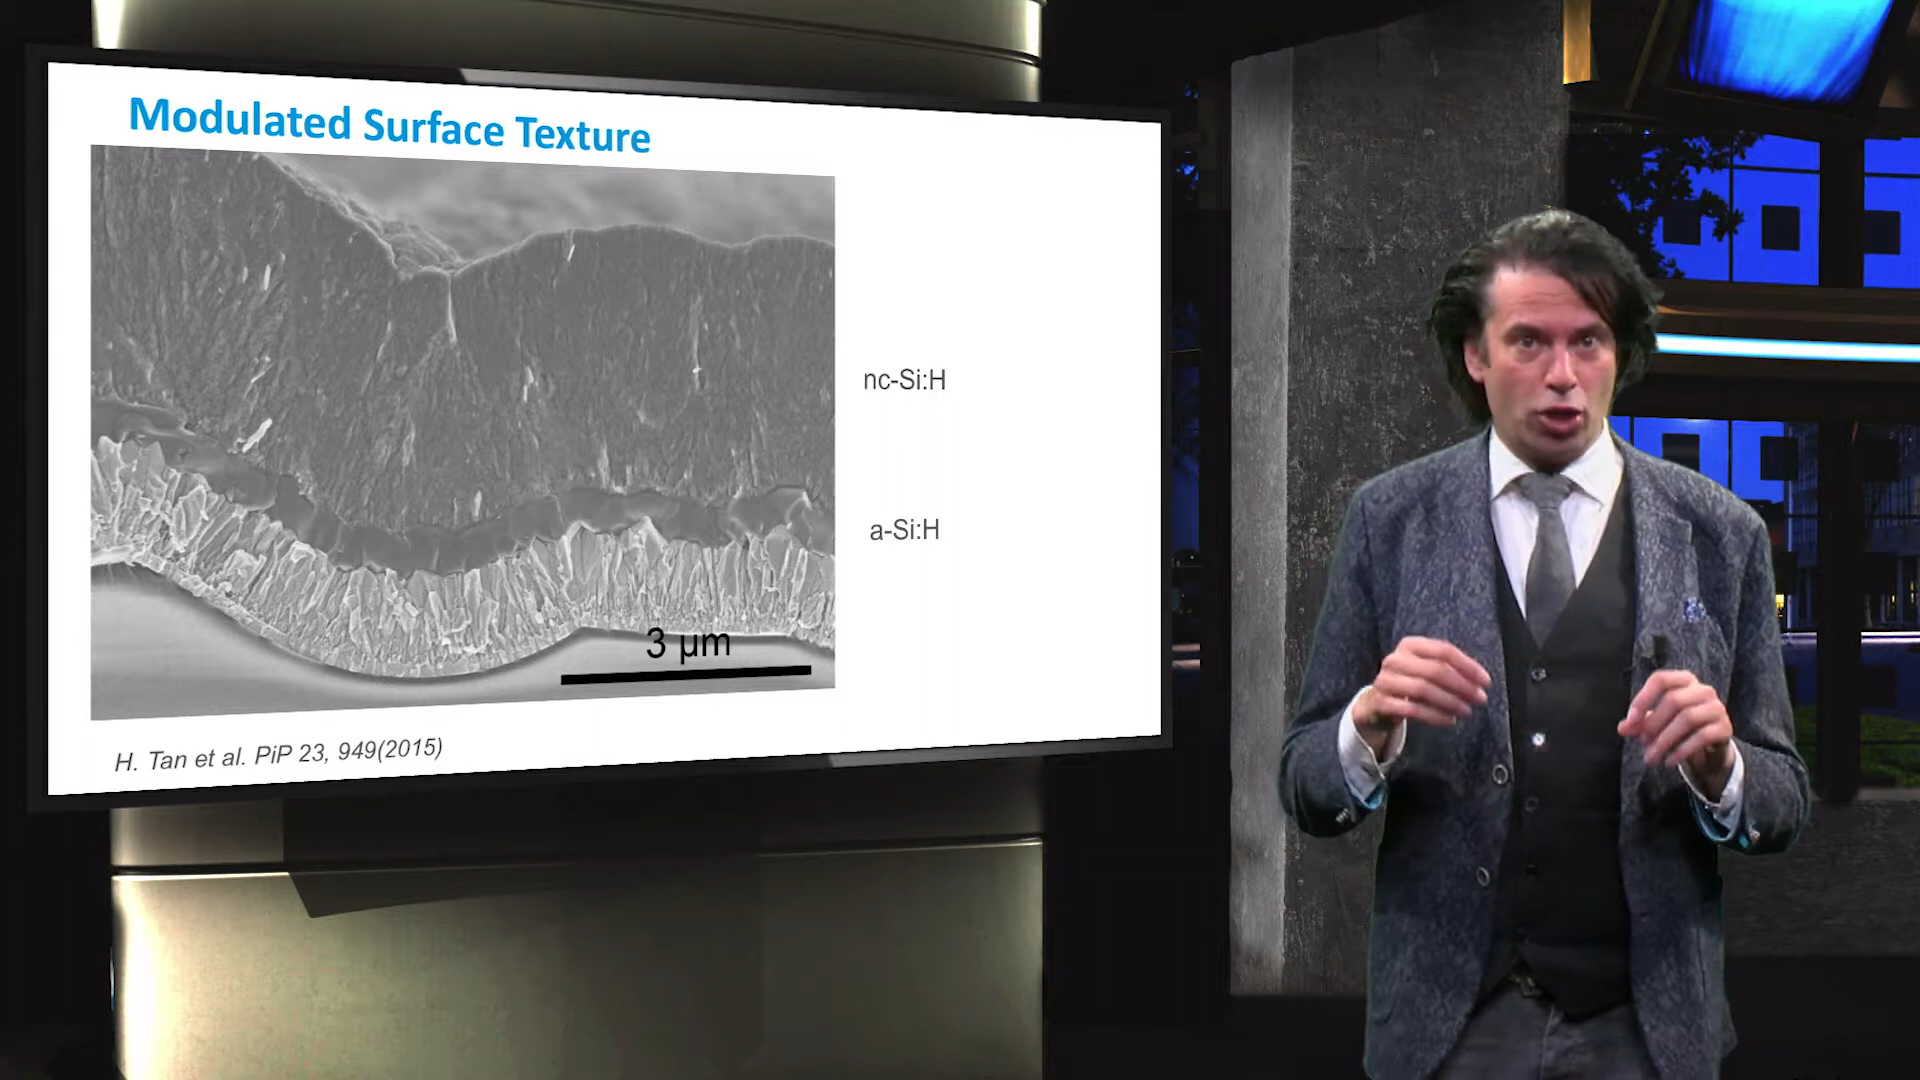 Modulated Surface Texture
nc-Si:H
a-Si:H
3 µm
H. Tan et al. PiP 23, 949(2015)